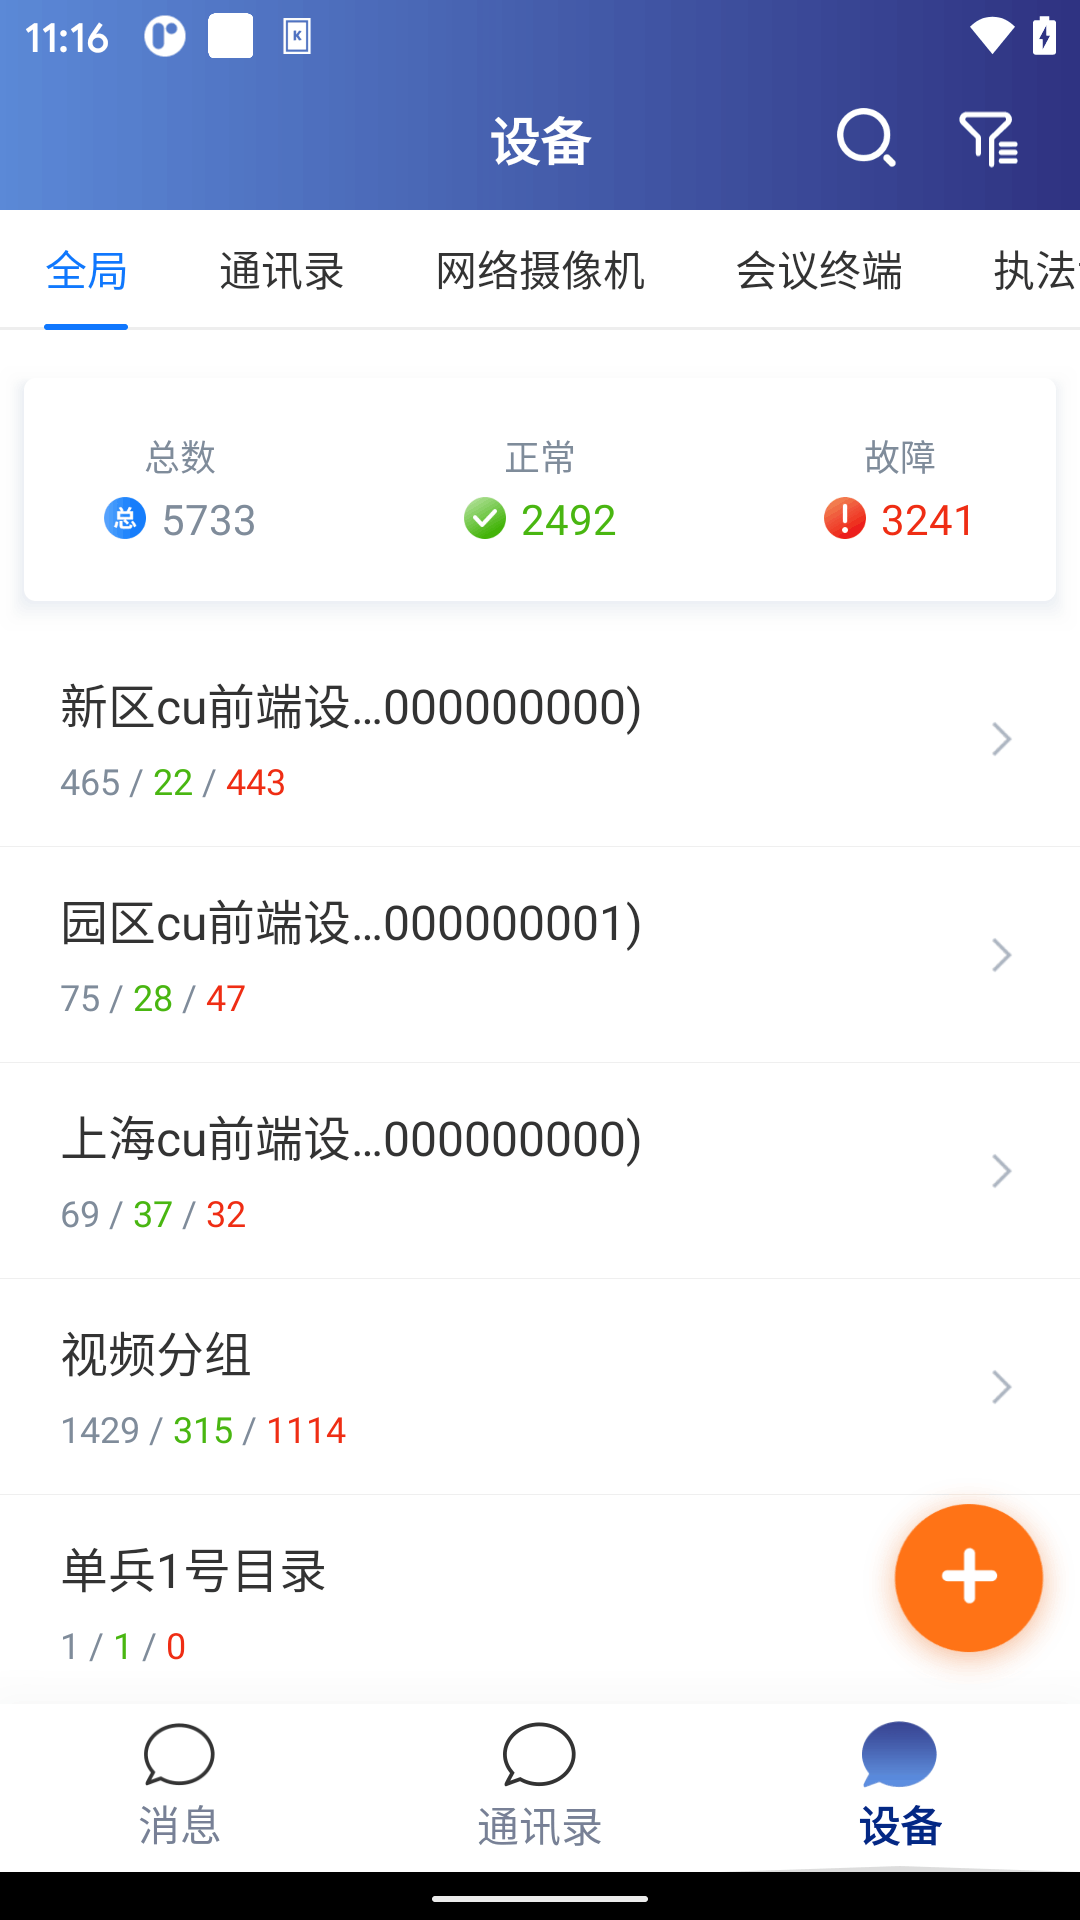 11:16
设备
全局 通讯录 网络摄像机 会议终端 执法
总数 正常 故障
总 5733 2492 3241
新区cu前端设...000000000)
465 / 22 / 443
园区cu前端设...000000001)
75 / 28 / 47
上海cu前端设...000000000)
69 / 37 / 32
视频分组
1429 / 315 / 1114
单兵1号目录
1 / 1 / 0
消息 通讯录 设备